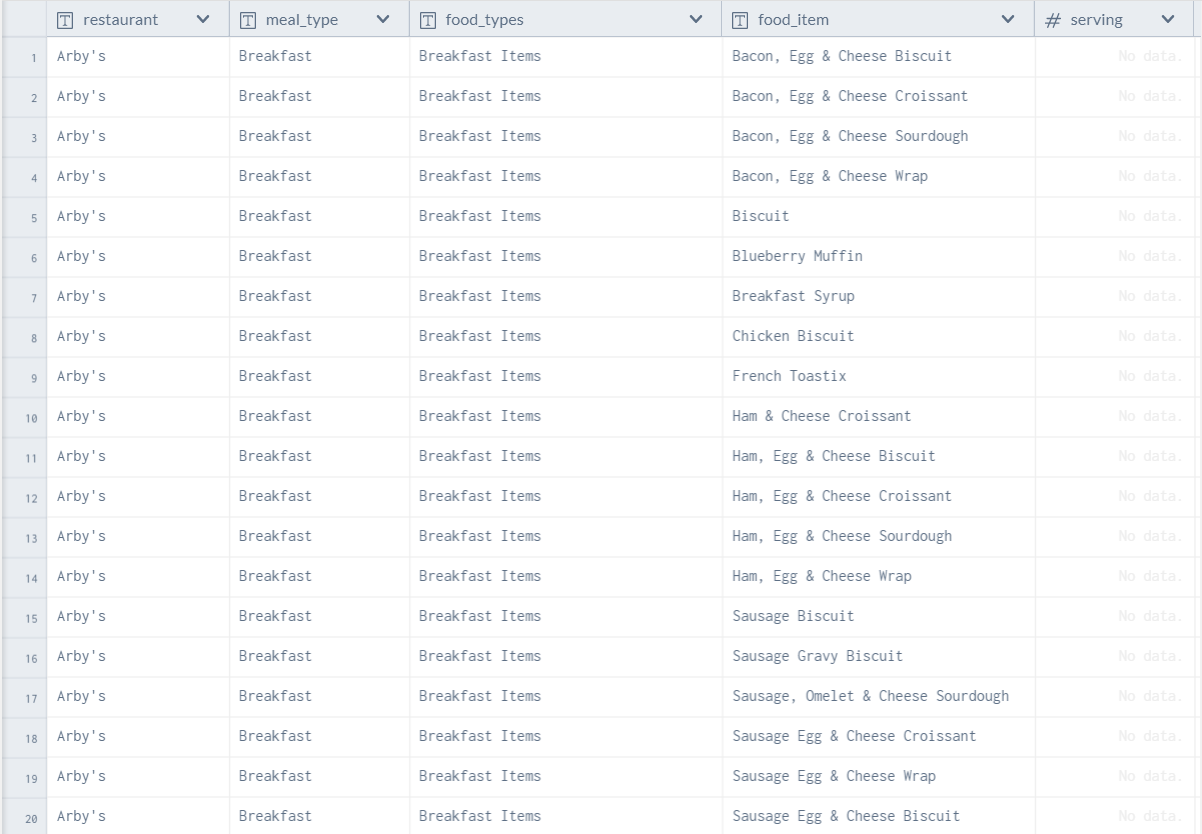 restaurant meal_type food_types food_item # serving
1 Arby's Breakfast Breakfast Items Bacon, Egg & Cheese Biscuit No data.
2 Arby's Breakfast Breakfast Items Bacon, Egg & Cheese Croissant No data.
3 Arby's Breakfast Breakfast Items Bacon, Egg & Cheese Sourdough No data.
4 Arby's Breakfast Breakfast Items Bacon, Egg & Cheese Wrap No data.
5 Arby's Breakfast Breakfast Items Biscuit No data.
6 Arby's Breakfast Breakfast Items Blueberry Muffin No data.
7 Arby's Breakfast Breakfast Items Breakfast Syrup No data.
8 Arby's Breakfast Breakfast Items Chicken Biscuit No data.
9 Arby's Breakfast Breakfast Items French Toastix No data.
10 Arby's Breakfast Breakfast Items Ham & Cheese Croissant No data.
11 Arby's Breakfast Breakfast Items Ham, Egg & Cheese Biscuit No data.
12 Arby's Breakfast Breakfast Items Ham, Egg & Cheese Croissant No data.
13 Arby's Breakfast Breakfast Items Ham, Egg & Cheese Sourdough No data.
14 Arby's Breakfast Breakfast Items Ham, Egg & Cheese Wrap No data.
15 Arby's Breakfast Breakfast Items Sausage Biscuit No data.
16 Arby's Breakfast Breakfast Items Sausage Gravy Biscuit No data.
17 Arby's Breakfast Breakfast Items Sausage, Omelet & Cheese Sourdough No data.
18 Arby's Breakfast Breakfast Items Sausage Egg & Cheese Croissant No data.
19 Arby's Breakfast Breakfast Items Sausage Egg & Cheese Wrap No data.
20 Arby's Breakfast Breakfast Items Sausage Egg & Cheese Biscuit No data.